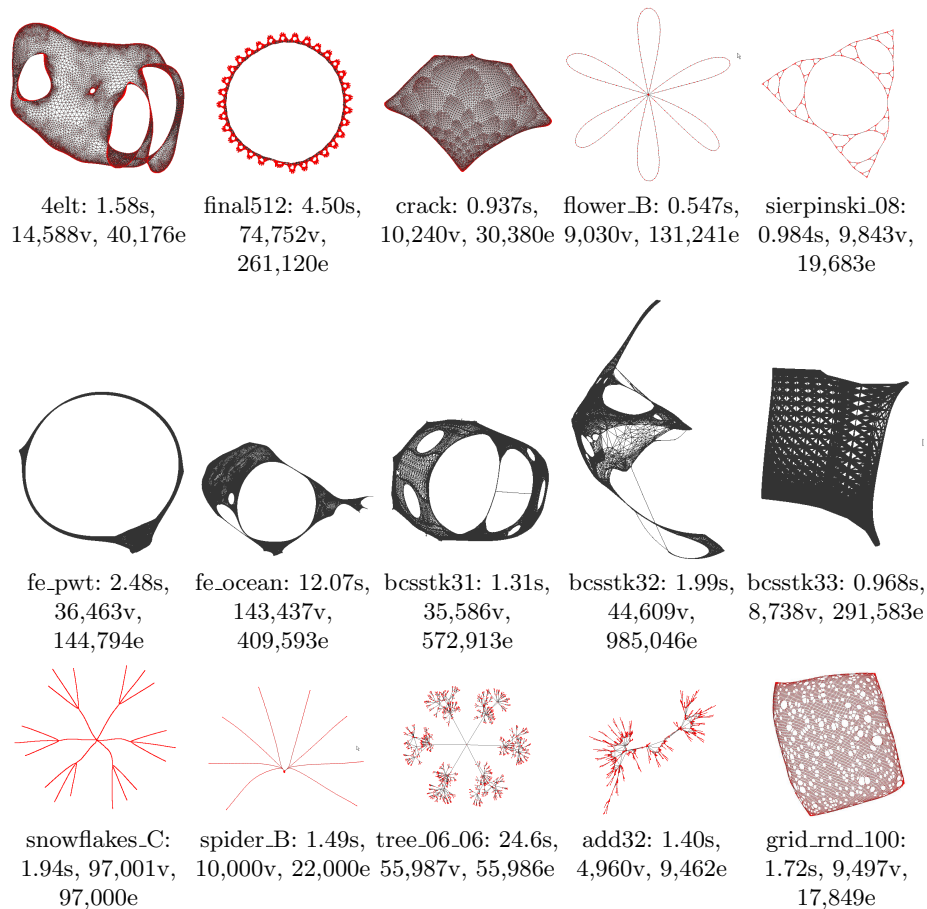 4elt: 1.58s,
14,588v, 40,176e
final512: 4.50s,
74,752v,
261,120e
crack: 0.937s,
10,240v, 30,380e
flower_B: 0.547s,
9,030v, 131,241e
sierpinski_08:
0.984s, 9,843v,
19,683e
fe_pwt: 2.48s,
36,463v,
144,794e
fe_ocean: 12.07s,
143,437v,
409,593e
bcsstk31: 1.31s,
35,586v,
572,913e
bcsstk32: 1.99s,
44,609v,
985,046e
bcsstk33: 0.968s,
8,738v, 291,583e
snowflakes_C:
1.94s, 97,001v,
97,000e
spider_B: 1.49s,
10,000v, 22,000e
tree_06_06: 24.6s,
55,987v, 55,986e
add32: 1.40s,
4,960v, 9,462e
grid_rnd_100:
1.72s, 9,497v,
17,849e